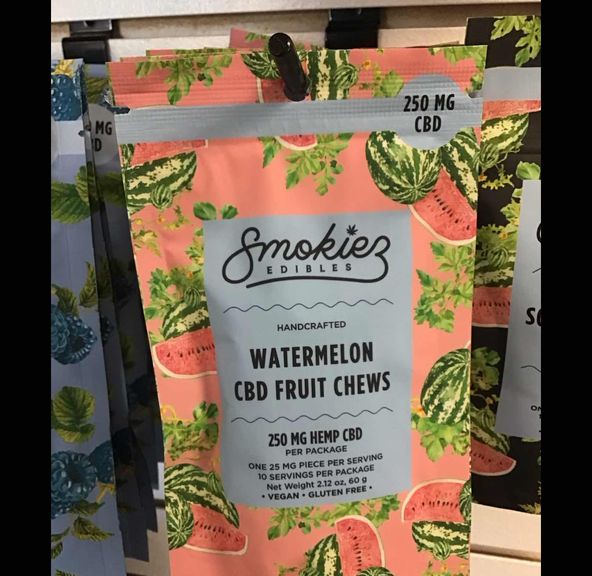 250 MG
CBD
MG
Smokiez
EDIBLES
HANDCRAFTED
WATERMELON
CBD FRUIT CHEWS
250 MG HEMP CBD
PER PACKAGE
ONE 25 MG PIECE PER SERVING
10 SERVINGS PER PACKAGE
Net Weight 2.12 oz, 60 g
• VEGAN • GLUTEN FREE •